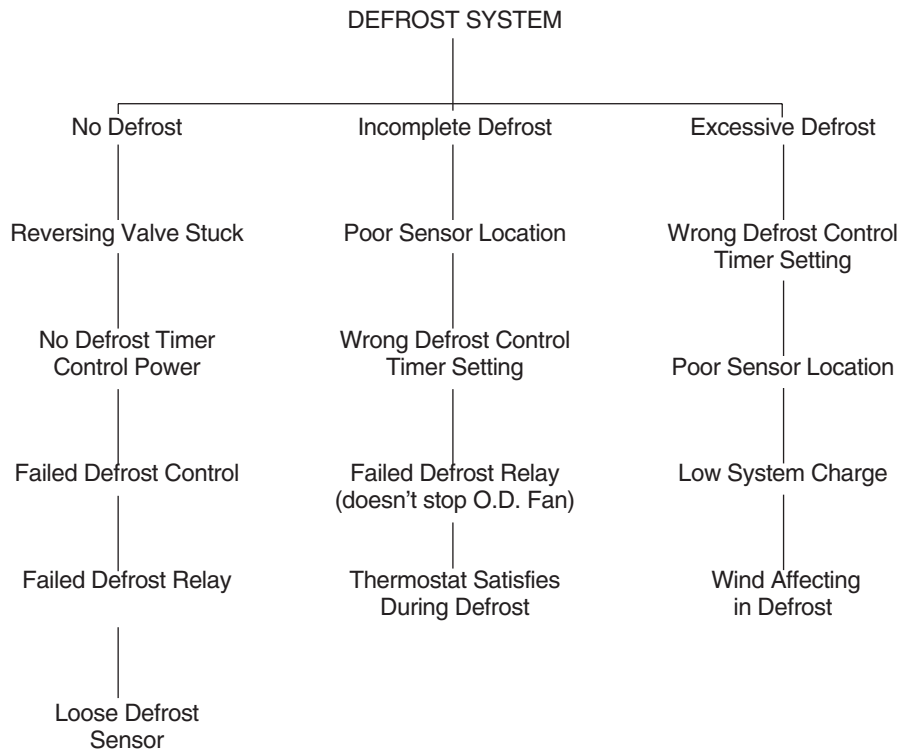 DEFROST SYSTEM
No Defrost
Incomplete Defrost
Excessive Defrost
Reversing Valve Stuck
Poor Sensor Location
Wrong Defrost Control
Timer Setting
No Defrost Timer
Control Power
Wrong Defrost Control
Timer Setting
Poor Sensor Location
Failed Defrost Control
Failed Defrost Relay
(doesn’t stop O.D. Fan)
Low System Charge
Failed Defrost Relay
Thermostat Satisfies
During Defrost
Wind Affecting
in Defrost
Loose Defrost
Sensor